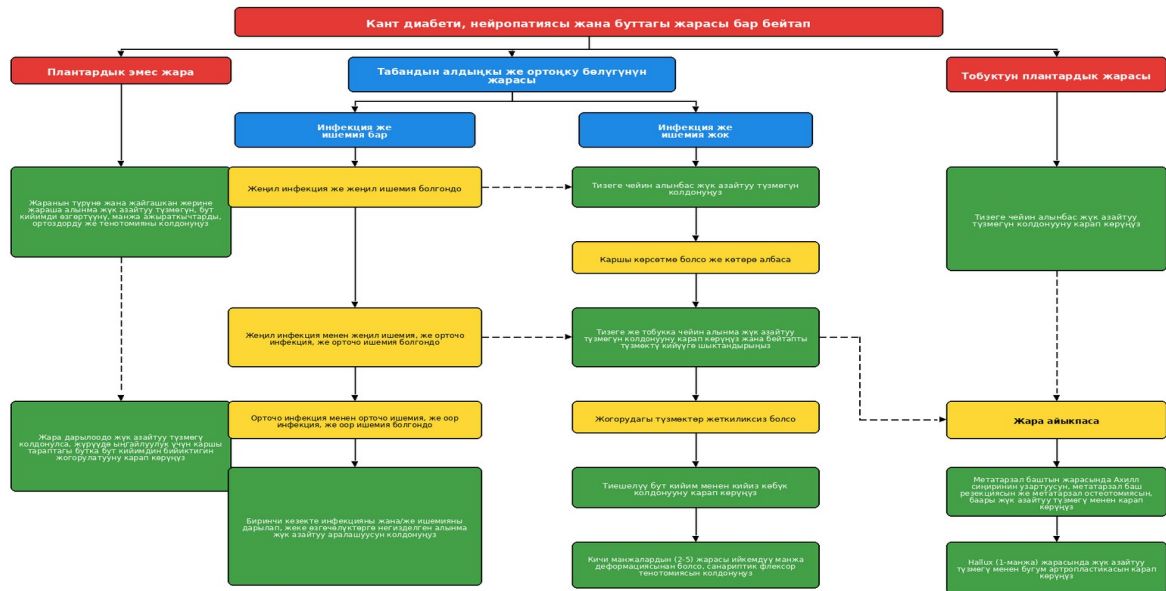 Кант диабети, нейропатиясы жана буттагы жарасы бар бейтап
Плантардык эмес жара
Табандын алдыңкы же ортоңку бөлүгүнүн
жарасы
Тобуктун плантардык жарасы
Инфекция же
ишемия бар
Инфекция же
ишемия жок
Жаранын түрүнө жана жайгашкан жерине
жараша алынма жүк азайтуу түзмөгүн, бут
кийимди өзгөртүүнү, манжа ажыраткычтарды,
ортоздорду же тенотомияны колдонуңуз
Жеңил инфекция же жеңил ишемия болгондо
Тизеге чейин алынбас жүк азайтуу түзмөгүн
колдонуңуз
Тизеге чейин алынбас жүк азайтуу
түзмөгүн колдонууну карап көрүңүз
Каршы көрсөтмө болсо же көтөрө албаса
Жеңил инфекция менен жеңил ишемия, же орточо
инфекция, же орточо ишемия болгондо
Тизеге же тобукка чейин алынма жүк азайтуу
түзмөгүн колдонууну карап көрүңүз жана бейтапты
түзмөктү кийүүгө шыктандырыңыз
Жара дарылоодо жүк азайтуу түзмөгү
колдонулса, жүрүүдө ыңгайлуулук үчүн каршы
тараптагы бутка бут кийимдин бийиктигин
жогорулатууну карап көрүңүз
Орточо инфекция менен орточо ишемия, же оор
инфекция, же оор ишемия болгондо
Жогорудагы түзмөктөр жеткиликсиз болсо
Жара айыкпаса
Биринчи кезекте инфекцияны жана/же ишемияны
дарылап, жеке өзгөчөлүктөргө негизделген алынма
жүк азайтуу аралашуусун колдонуңуз
Тиешелүү бут кийим менен кийиз көбүк
колдонууну карап көрүңүз
Метатарзал баштын жарасында Ахилл
сиңиринин узартуусун, метатарзал баш
резекциясын же метатарзал остеотомиясын,
баары жүк азайтуу түзмөгү менен карап
көрүңүз
Кичи манжалардын (2-5) жарасы ийкемдүү манжа
деформациясынан болсо, санариптик флексор
тенотомиясын колдонуңуз
Hallux (1-манжа) жарасында жүк азайтуу
түзмөгү менен бугум артропластикасын карап
көрүңүз